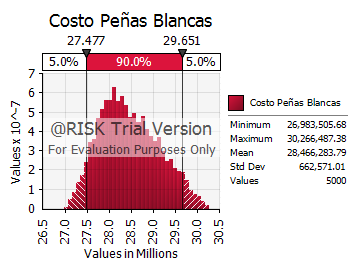 Costo Peñas Blancas
27.477 29.651
5.0% 90.0% 5.0%
7
6
5
4
3
2
1
0
Values x 10^-7
@RISK Trial Version
For Evaluation Purposes Only
26.5 27.0 27.5 28.0 28.5 29.0 29.5 30.0 30.5
Values in Millions
Costo Peñas Blancas
Minimum 26,983,505.68
Maximum 30,266,487.38
Mean 28,466,283.79
Std Dev 662,571.01
Values 5000